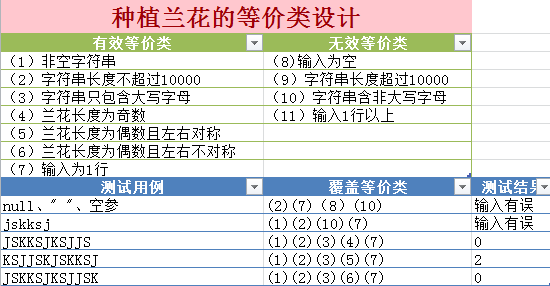 种植兰花的等价类设计
有效等价类 无效等价类
（1）非空字符串 （8)输入为空
（2）字符串长度不超过10000 （9）字符串长度超过10000
（3）字符串只包含大写字母 （10）字符串含非大写字母
（4）兰花长度为奇数 （11）输入1行以上
（5）兰花长度为偶数且左右对称
（6）兰花长度为偶数且左右不对称
（7）输入为1行
测试用例 覆盖等价类 测试结果
null、" "、空参 (2)(7)（8)（10) 输入有误
jskksj (1)(2)(10)(7) 输入有误
JSKKSJKSJJS (1)(2)(3)(4)(7) 0
KSJJSKJSKKSJ (1)(2)(3)(5)(7) 2
JSKKSJKSJJSK (1)(2)(3)(6)(7) 0